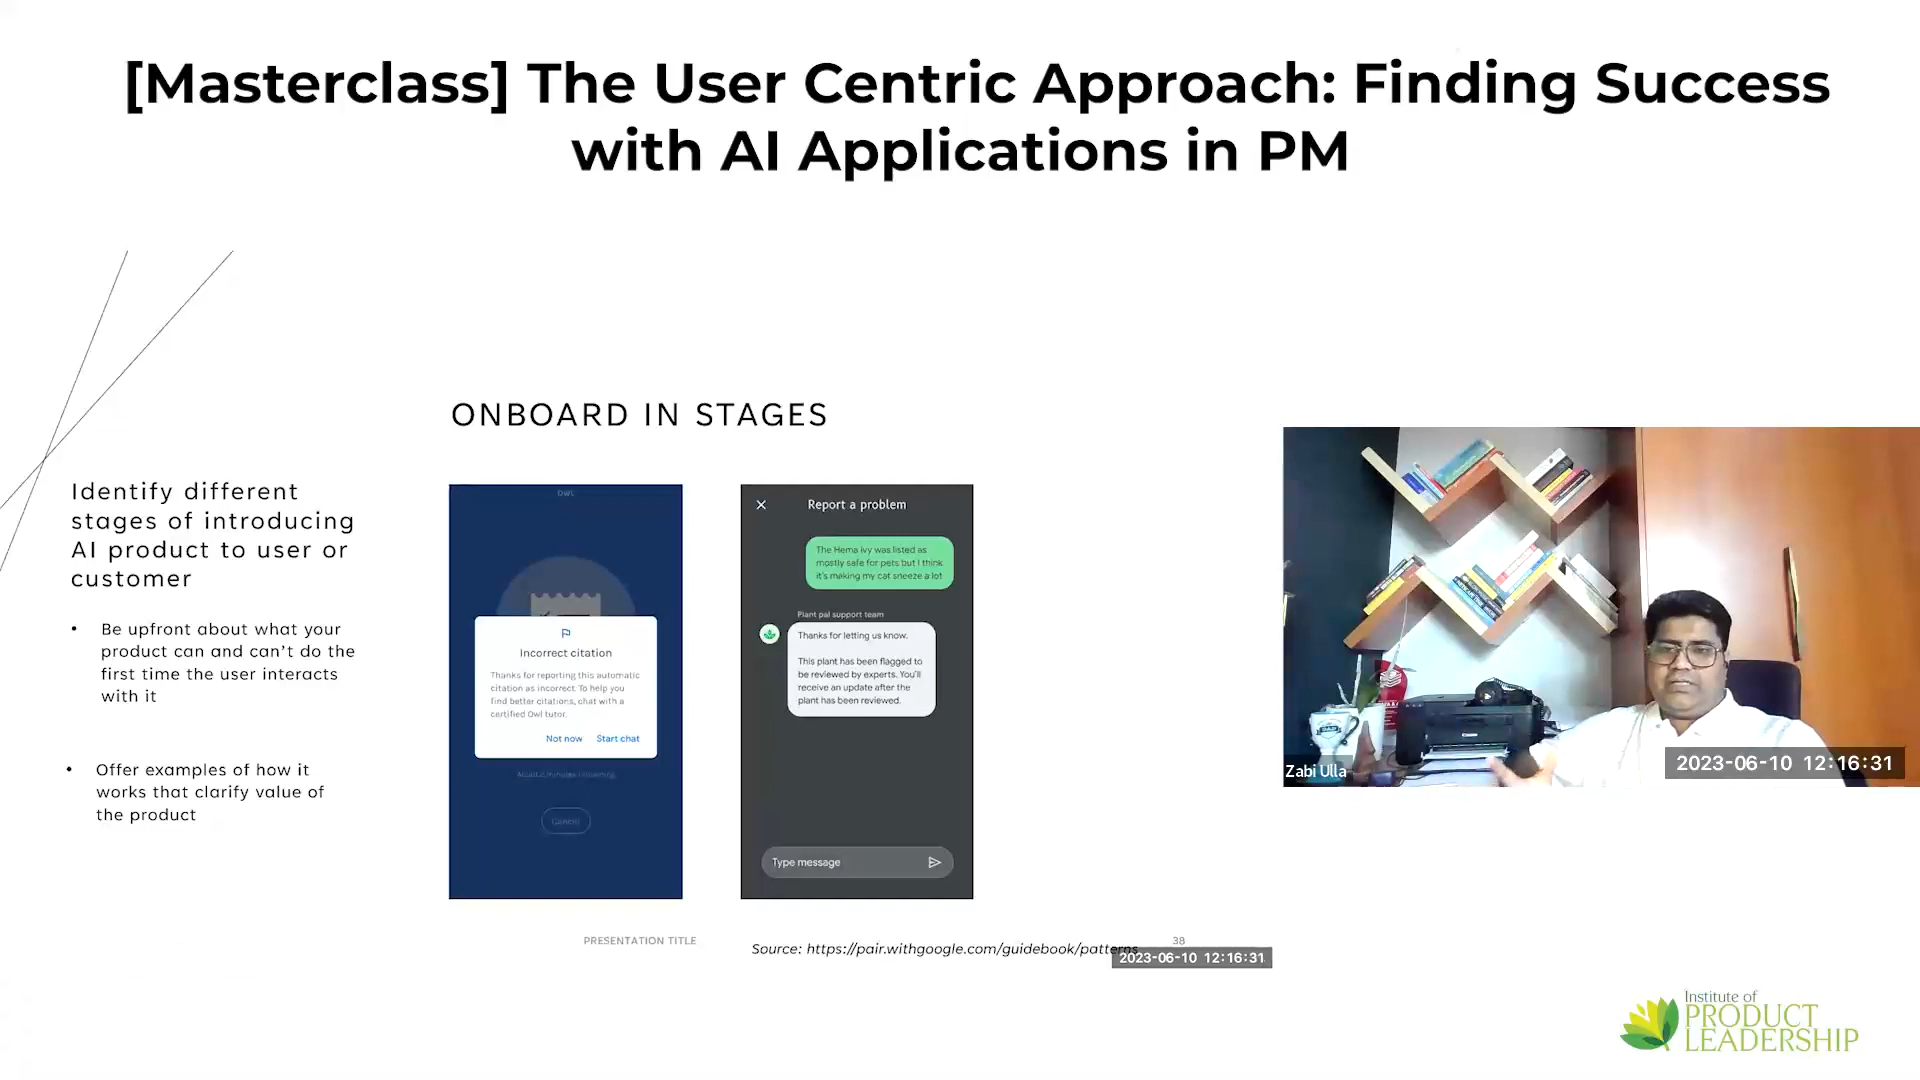 [Masterclass] The User Centric Approach: Finding Success
with AI Applications in PM
ONBOARD IN STAGES
Identify different
stages of introducing
AI product to user or
customer
• Be upfront about what your
product can and can't do the
first time the user interacts
with it
• Offer examples of how it
works that clarify value of
the product
Owl
Incorrect citation
Thanks for reporting this automatic
citation as incorrect. To help you
find better citations, chat with a
certified Owl tutor.
Not now Start chat
Cancel
Report a problem
The Hema ivy was listed as
mostly safe for pets but I think
it's making my cat sneeze a lot
Plant pal support team
Thanks for letting us know.
This plant has been flagged to
be reviewed by experts. You'll
receive an update after the
plant has been reviewed.
Type message
Zabi Ulla
2023-06-10 12:16:31
PRESENTATION TITLE
Source: https://pair.withgoogle.com/guidebook/patterns
38
2023-06-10 12:16:31
Institute of
PRODUCT
LEADERSHIP